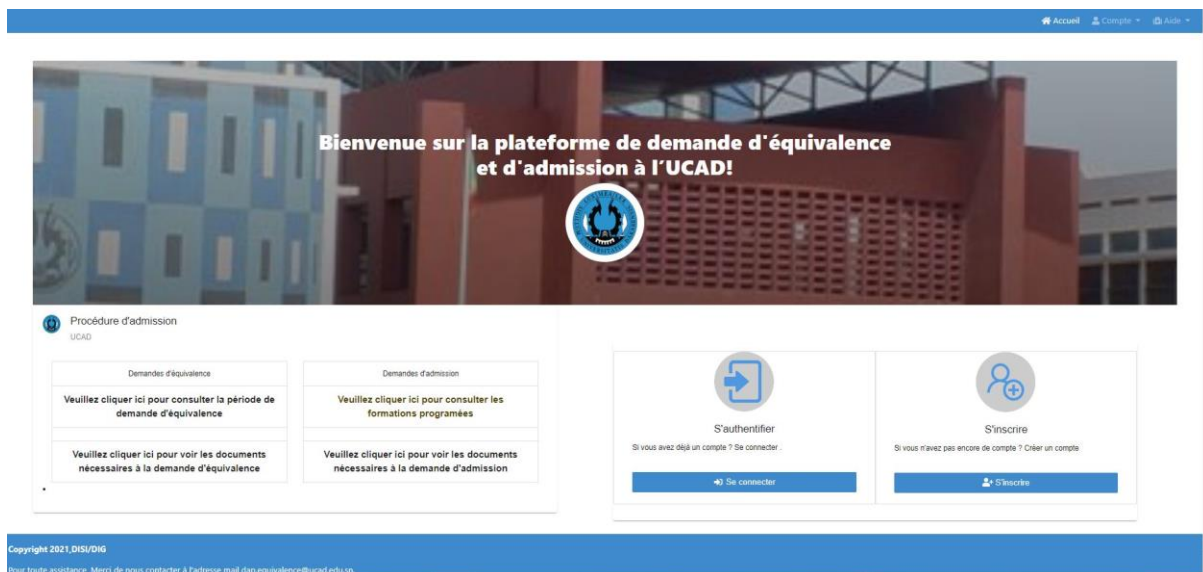 Accueil Compte Aide
Bienvenue sur la plateforme de demande d'équivalence
et d'admission à l'UCAD!
Procédure d'admission
UCAD
Demandes d'équivalence
Demandes d'admission
Veuillez cliquer ici pour consulter la période de
demande d'équivalence
Veuillez cliquer ici pour consulter les
formations programées
Veuillez cliquer ici pour voir les documents
nécessaires à la demande d'équivalence
Veuillez cliquer ici pour voir les documents
nécessaires à la demande d'admission
S'authentifier
Si vous avez déjà un compte ? Se connecter .
Se connecter
S'inscrire
Si vous n'avez pas encore de compte ? Créer un compte
S'inscrire
Copyright 2021,DISI/DIG
Pour toute assistance, Merci de nous contacter à l'adresse mail dap.equivalence@ucad.edu.sn